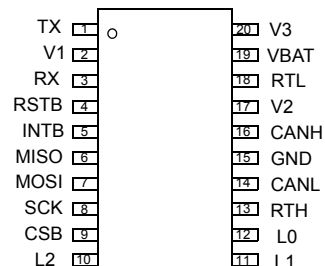 TX 1 20 V3
V1 2 19 VBAT
RX 3 18 RTL
RSTB 4 17 V2
INTB 5 16 CANH
MISO 6 15 GND
MOSI 7 14 CANL
SCK 8 13 RTH
CSB 9 12 L0
L2 10 11 L1